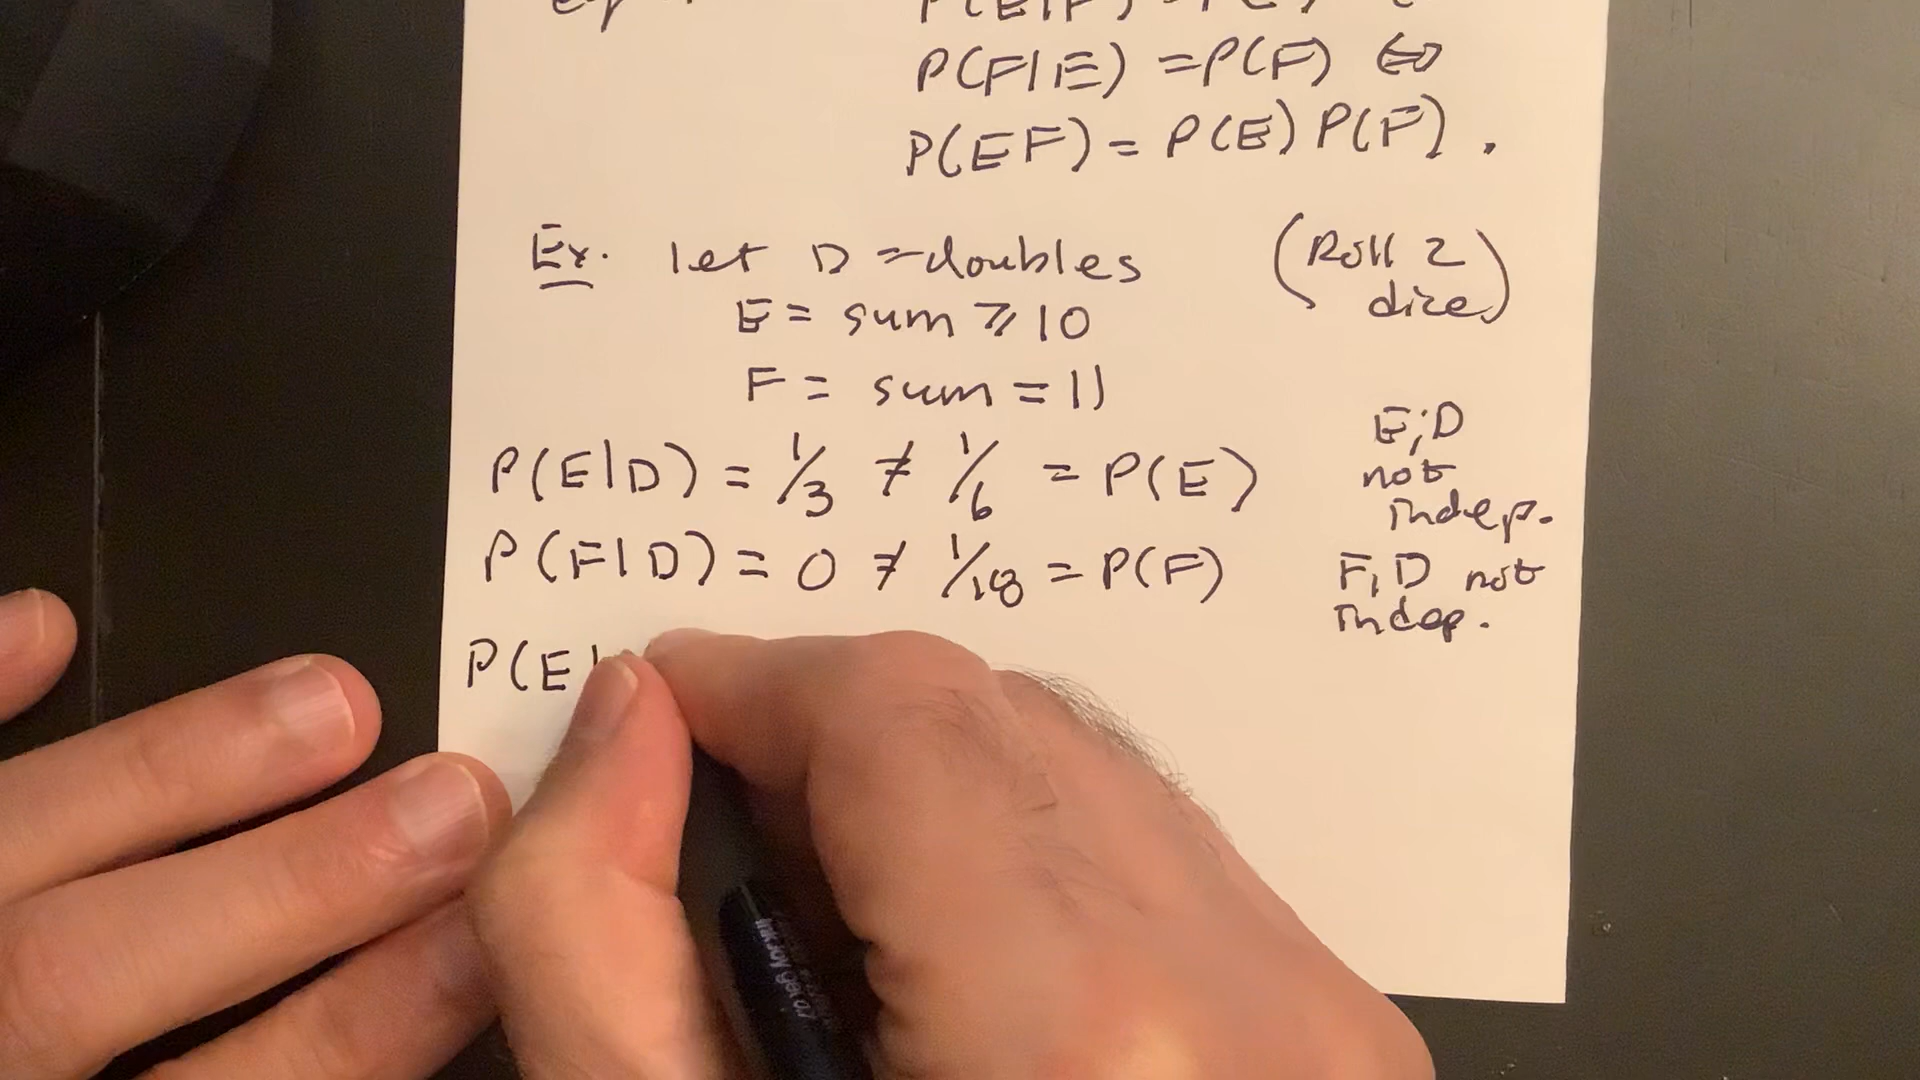 P(E|F) = P(E)
P(F|E) = P(F) ⇔
P(EF) = P(E) P(F).
Ex. let D = doubles
(Roll 2
dice)
E = sum ⩾ 10
F = sum = 11
P(E|D) = 1/3 ≠ 1/6 = P(E)
E, D
not
indep.
P(F|D) = 0 ≠ 1/18 = P(F)
F, D not
indep.
P(E|